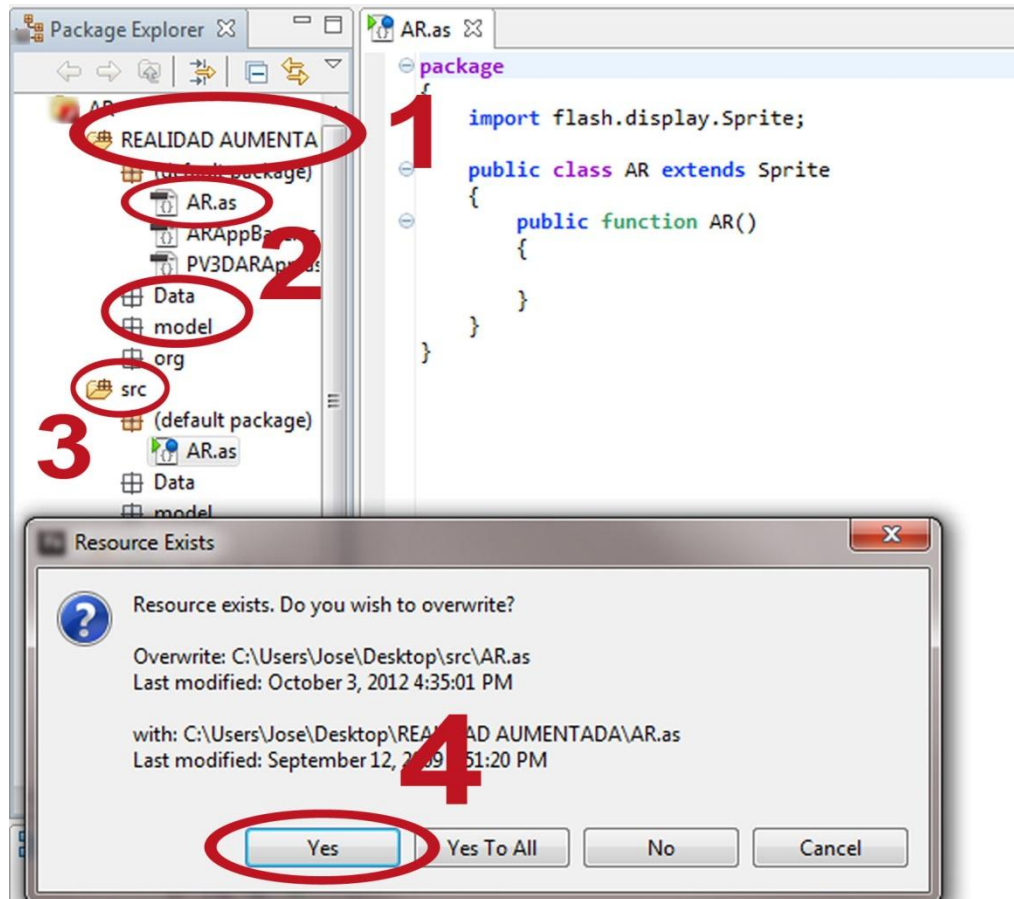 Package Explorer
AR
REALIDAD AUMENTA
(default package)
AR.as
Data
model
org
src
(default package)
AR.as
Data
model
1
2
3
AR.as
package
{
import flash.display.Sprite;
public class AR extends Sprite
{
public function AR()
{
}
}
}
Resource Exists
Resource exists. Do you wish to overwrite?
Overwrite: C:\Users\Jose\Desktop\src\AR.as
Last modified: October 3, 2012 4:35:01 PM
with: C:\Users\Jose\Desktop\REALIDAD AUMENTADA\AR.as
Last modified: September 12, 51:20 PM
4
Yes
Yes To All
No
Cancel